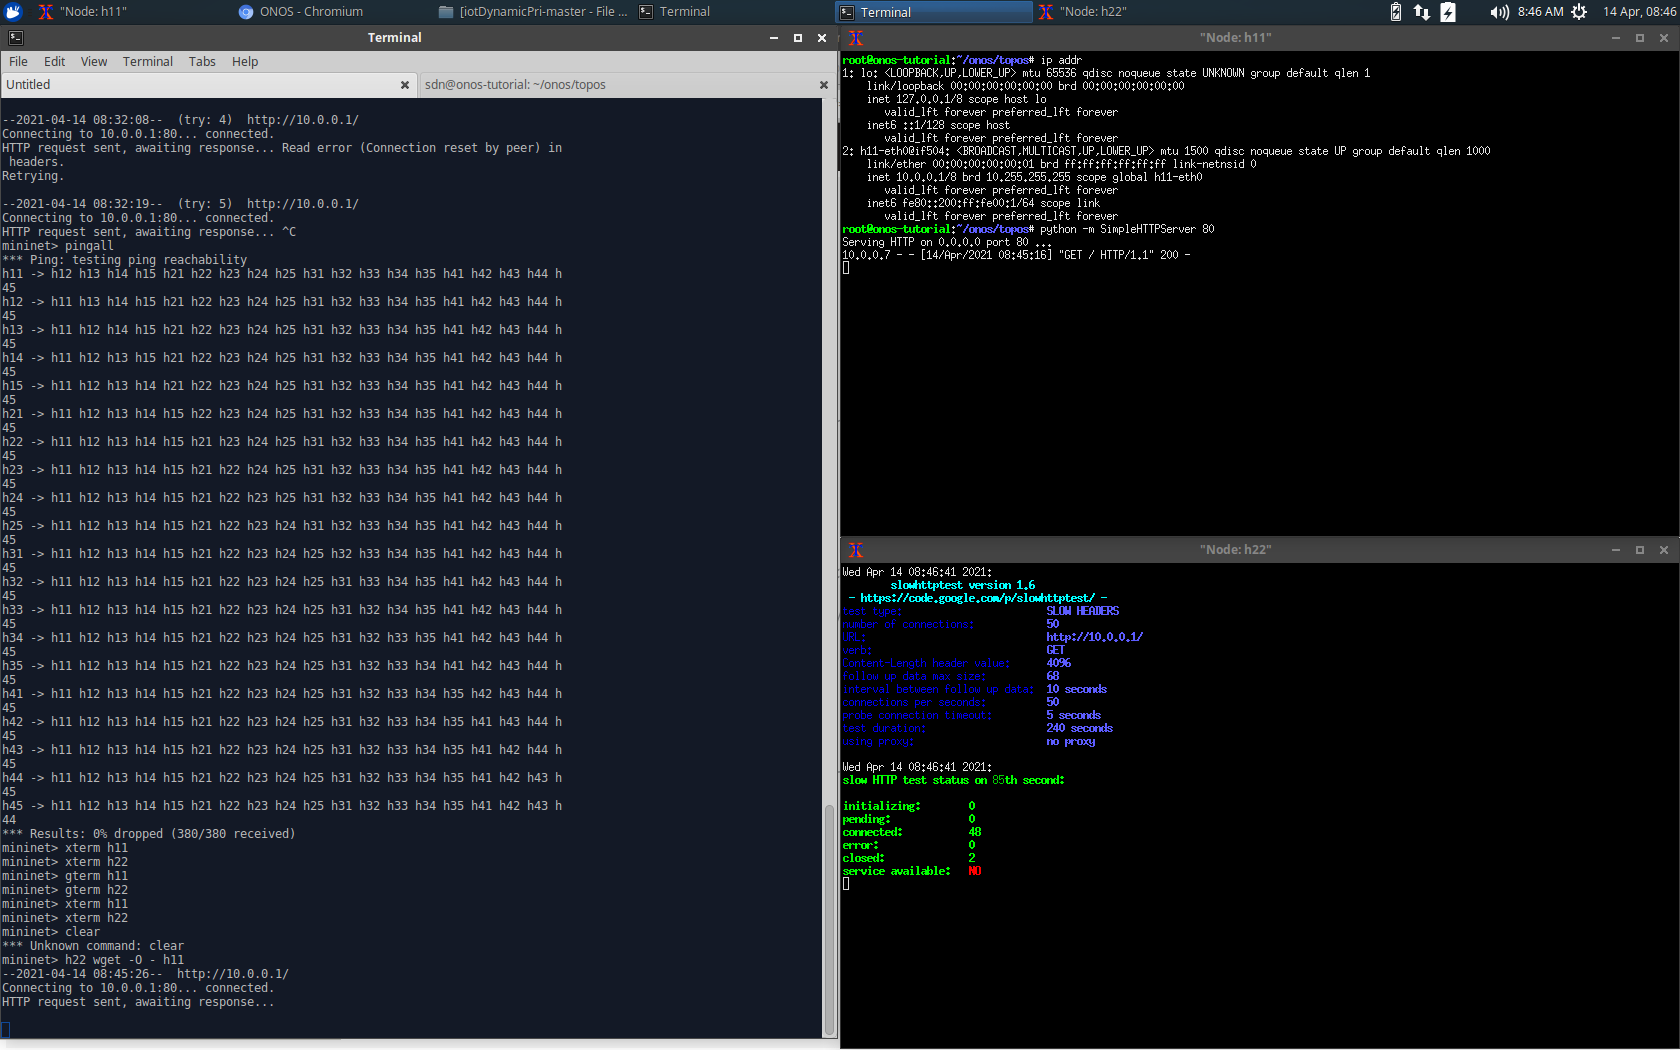 "Node: h11"
ONOS - Chromium
[iotDynamicPri-master - File ...
Terminal
Terminal
"Node: h22"
8:46 AM
14 Apr, 08:46
Terminal
File Edit View Terminal Tabs Help
Untitled
sdn@onos-tutorial: ~/onos/topos
--2021-04-14 08:32:08--  (try: 4)  http://10.0.0.1/
Connecting to 10.0.0.1:80... connected.
HTTP request sent, awaiting response... Read error (Connection reset by peer) in
 headers.
Retrying.
--2021-04-14 08:32:19--  (try: 5)  http://10.0.0.1/
Connecting to 10.0.0.1:80... connected.
HTTP request sent, awaiting response... ^C
mininet> pingall
*** Ping: testing ping reachability
h11 -> h12 h13 h14 h15 h21 h22 h23 h24 h25 h31 h32 h33 h34 h35 h41 h42 h43 h44 h
45
h12 -> h11 h13 h14 h15 h21 h22 h23 h24 h25 h31 h32 h33 h34 h35 h41 h42 h43 h44 h
45
h13 -> h11 h12 h14 h15 h21 h22 h23 h24 h25 h31 h32 h33 h34 h35 h41 h42 h43 h44 h
45
h14 -> h11 h12 h13 h15 h21 h22 h23 h24 h25 h31 h32 h33 h34 h35 h41 h42 h43 h44 h
45
h15 -> h11 h12 h13 h14 h21 h22 h23 h24 h25 h31 h32 h33 h34 h35 h41 h42 h43 h44 h
45
h21 -> h11 h12 h13 h14 h15 h22 h23 h24 h25 h31 h32 h33 h34 h35 h41 h42 h43 h44 h
45
h22 -> h11 h12 h13 h14 h15 h21 h23 h24 h25 h31 h32 h33 h34 h35 h41 h42 h43 h44 h
45
h23 -> h11 h12 h13 h14 h15 h21 h22 h24 h25 h31 h32 h33 h34 h35 h41 h42 h43 h44 h
45
h24 -> h11 h12 h13 h14 h15 h21 h22 h23 h25 h31 h32 h33 h34 h35 h41 h42 h43 h44 h
45
h25 -> h11 h12 h13 h14 h15 h21 h22 h23 h24 h31 h32 h33 h34 h35 h41 h42 h43 h44 h
45
h31 -> h11 h12 h13 h14 h15 h21 h22 h23 h24 h25 h32 h33 h34 h35 h41 h42 h43 h44 h
45
h32 -> h11 h12 h13 h14 h15 h21 h22 h23 h24 h25 h31 h33 h34 h35 h41 h42 h43 h44 h
45
h33 -> h11 h12 h13 h14 h15 h21 h22 h23 h24 h25 h31 h32 h34 h35 h41 h42 h43 h44 h
45
h34 -> h11 h12 h13 h14 h15 h21 h22 h23 h24 h25 h31 h32 h33 h35 h41 h42 h43 h44 h
45
h35 -> h11 h12 h13 h14 h15 h21 h22 h23 h24 h25 h31 h32 h33 h34 h41 h42 h43 h44 h
45
h41 -> h11 h12 h13 h14 h15 h21 h22 h23 h24 h25 h31 h32 h33 h34 h35 h42 h43 h44 h
45
h42 -> h11 h12 h13 h14 h15 h21 h22 h23 h24 h25 h31 h32 h33 h34 h35 h41 h43 h44 h
45
h43 -> h11 h12 h13 h14 h15 h21 h22 h23 h24 h25 h31 h32 h33 h34 h35 h41 h42 h44 h
45
h44 -> h11 h12 h13 h14 h15 h21 h22 h23 h24 h25 h31 h32 h33 h34 h35 h41 h42 h43 h
45
h45 -> h11 h12 h13 h14 h15 h21 h22 h23 h24 h25 h31 h32 h33 h34 h35 h41 h42 h43 h
44
*** Results: 0% dropped (380/380 received)
mininet> xterm h11
mininet> xterm h22
mininet> gterm h11
mininet> gterm h22
mininet> xterm h11
mininet> xterm h22
mininet> clear
*** Unknown command: clear
mininet> h22 wget -O - h11
--2021-04-14 08:45:26--  http://10.0.0.1/
Connecting to 10.0.0.1:80... connected.
HTTP request sent, awaiting response...
"Node: h11"
root@onos-tutorial:~/onos/topos# ip addr
1: lo: <LOOPBACK,UP,LOWER_UP> mtu 65536 qdisc noqueue state UNKNOWN group default qlen 1
    link/loopback 00:00:00:00:00:00 brd 00:00:00:00:00:00
    inet 127.0.0.1/8 scope host lo
       valid_lft forever preferred_lft forever
    inet6 ::1/128 scope host
       valid_lft forever preferred_lft forever
2: h11-eth0@if504: <BROADCAST,MULTICAST,UP,LOWER_UP> mtu 1500 qdisc noqueue state UP group default qlen 1000
    link/ether 00:00:00:00:00:01 brd ff:ff:ff:ff:ff:ff link-netnsid 0
    inet 10.0.0.1/8 brd 10.255.255.255 scope global h11-eth0
       valid_lft forever preferred_lft forever
    inet6 fe80::200:ff:fe00:1/64 scope link
       valid_lft forever preferred_lft forever
root@onos-tutorial:~/onos/topos# python -m SimpleHTTPServer 80
Serving HTTP on 0.0.0.0 port 80 ...
10.0.0.7 - - [14/Apr/2021 08:45:16] "GET / HTTP/1.1" 200 -
"Node: h22"
Wed Apr 14 08:46:41 2021:
slowhttptest version 1.6
- https://code.google.com/p/slowhttptest/ -
test type: SLOW HEADERS
number of connections: 50
URL: http://10.0.0.1/
verb: GET
Content-Length header value: 4096
follow up data max size: 68
interval between follow up data: 10 seconds
connections per seconds: 50
probe connection timeout: 5 seconds
test duration: 240 seconds
using proxy: no proxy
Wed Apr 14 08:46:41 2021:
slow HTTP test status on 85th second:
initializing: 0
pending: 0
connected: 48
error: 0
closed: 2
service available: NO